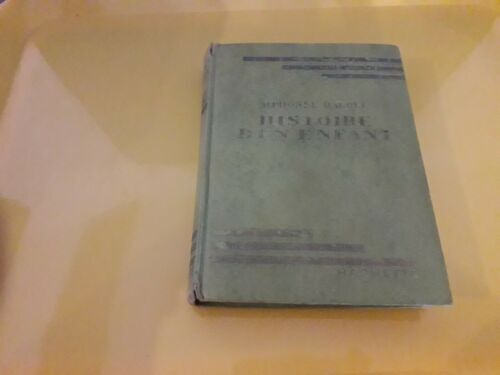 ALPHONSE DAUDET
HISTOIRE
D'UN ENFANT
HACHETTE